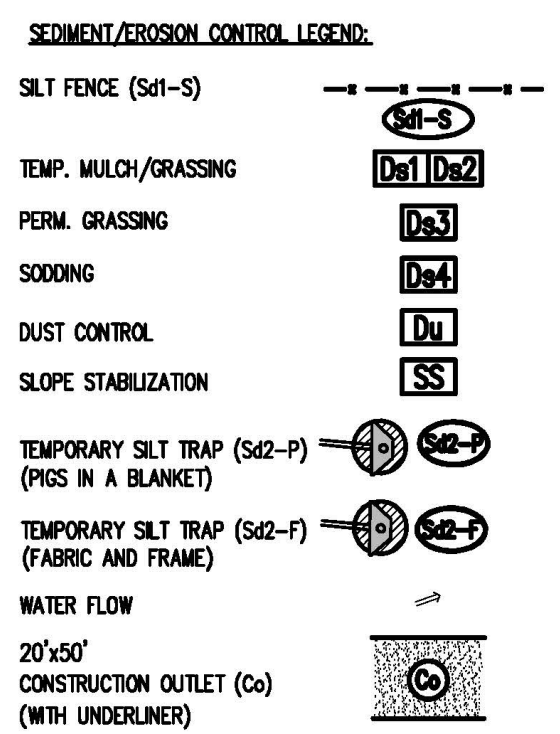 SEDIMENT/EROSION CONTROL LEGEND:
SILT FENCE (Sd1-S)
Sd1-S
TEMP. MULCH/GRASSING Ds1 Ds2
PERM. GRASSING Ds3
SODDING Ds4
DUST CONTROL Du
SLOPE STABILIZATION SS
TEMPORARY SILT TRAP (Sd2-P) Sd2-P
(PIGS IN A BLANKET)
TEMPORARY SILT TRAP (Sd2-F) Sd2-F
(FABRIC AND FRAME)
WATER FLOW
20'x50'
CONSTRUCTION OUTLET (Co) Co
(WITH UNDERLINER)